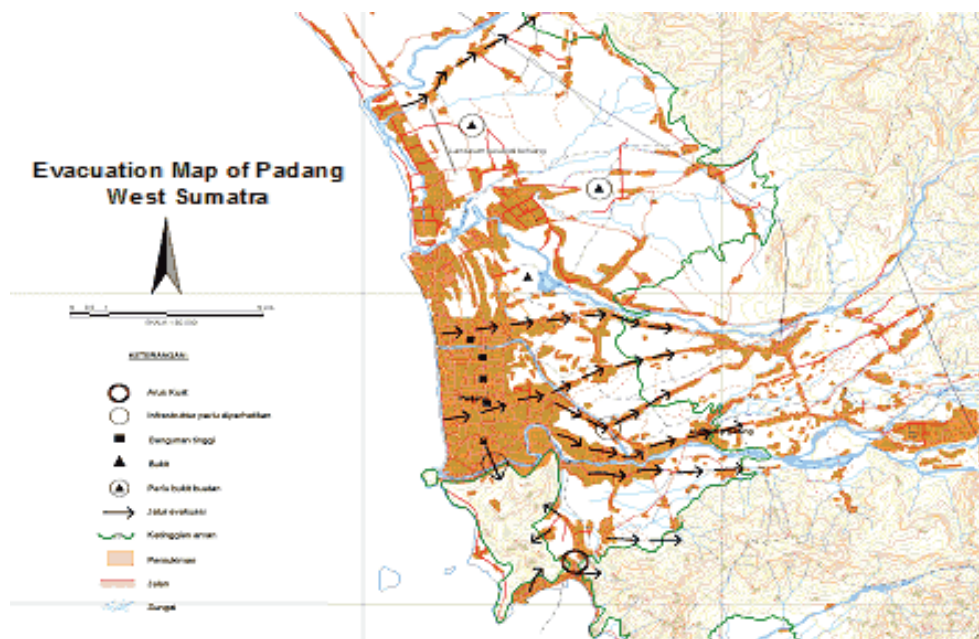 Evacuation Map of Padang
West Sumatra
KETERANGAN
Arus Kuat
Infrastruktur perlu diperhatikan
Bangunan tinggi
Bukit
Perlu bukit buatan
Jalur evakuasi
Ketinggian aman
Permukiman
Jalan
Sungai